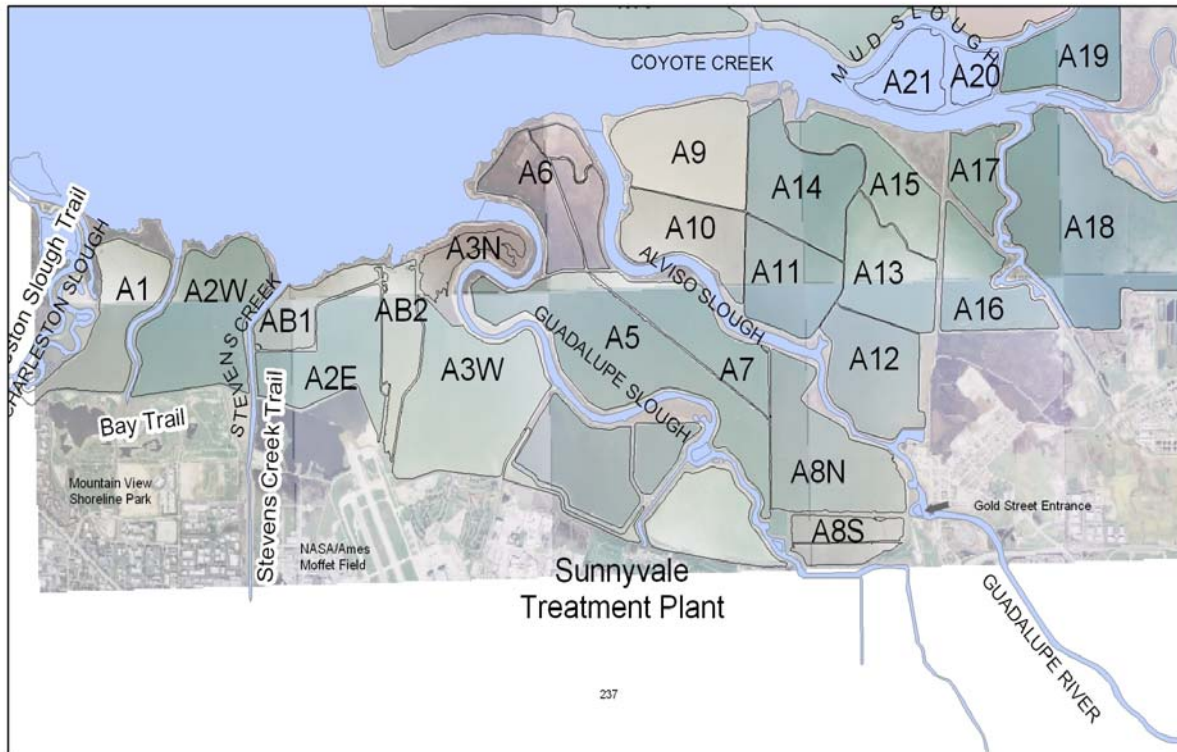 COYOTE CREEK
MUD SLOUGH
A21
A20
A19
A9
A6
A14
A15
A17
A18
A10
A3N
A1
A2W
AB1
AB2
A11
A13
A16
ALVISO SLOUGH
CHARLESTON SLOUGH
STEVENS CREEK
GUADALUPE SLOUGH
A5
A7
A12
A2E
A3W
Bay Trail
Stevens Creek Trail
Slough Trail
Mountain View
Shoreline Park
NASA/Ames
Moffet Field
A8N
A8S
Gold Street Entrance
Sunnyvale
Treatment Plant
GUADALUPE RIVER
237